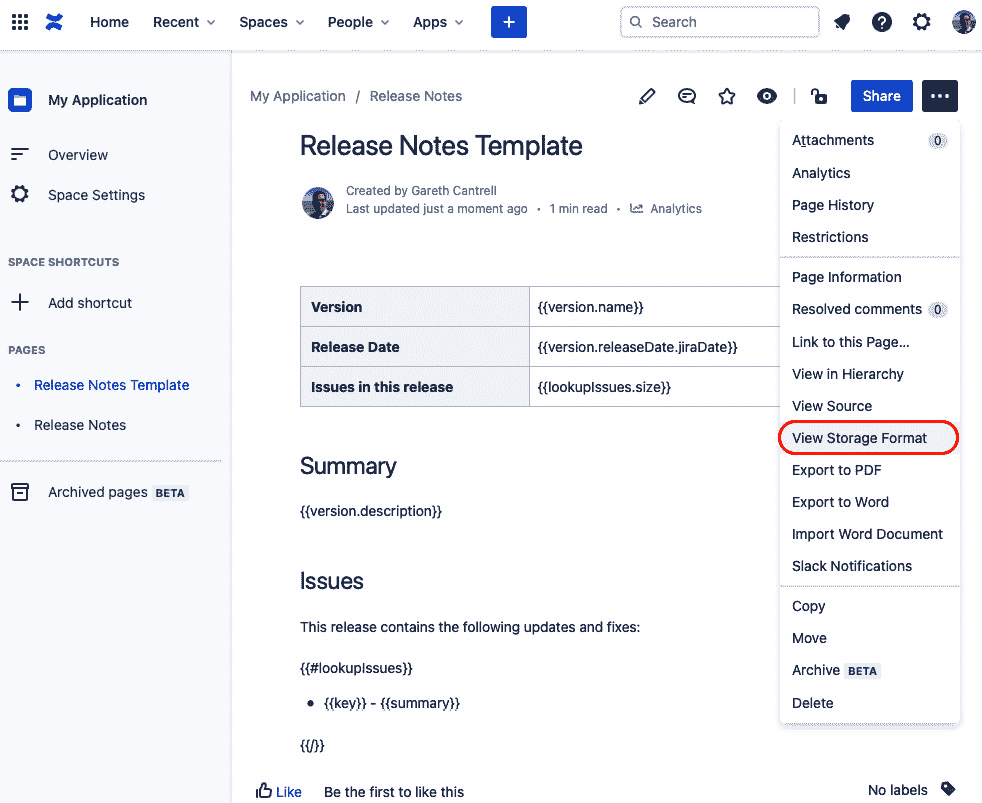 Home Recent Spaces People Apps + Search
My Application
Overview
Space Settings
SPACE SHORTCUTS
Add shortcut
PAGES
Release Notes Template
Release Notes
Archived pages BETA
My Application / Release Notes
Share
Release Notes Template
Created by Gareth Cantrell
Last updated just a moment ago • 1 min read • Analytics
Version {{version.name}}
Release Date {{version.releaseDate.jiraDate}}
Issues in this release {{lookupIssues.size}}
Summary
{{version.description}}
Issues
This release contains the following updates and fixes:
{{#lookupIssues}}
• {{key}} - {{summary}}
{{/}}
Like Be the first to like this
No labels
Attachments 0
Analytics
Page History
Restrictions
Page Information
Resolved comments 0
Link to this Page...
View in Hierarchy
View Source
View Storage Format
Export to PDF
Export to Word
Import Word Document
Slack Notifications
Copy
Move
Archive BETA
Delete